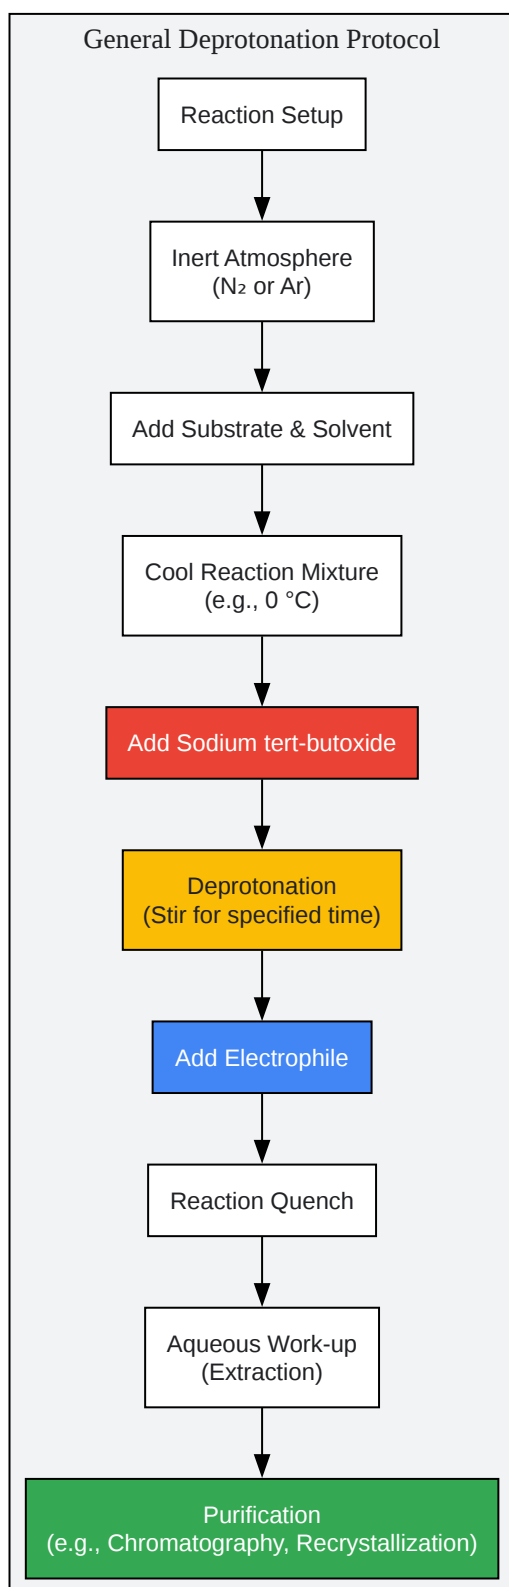 General Deprotonation Protocol
Reaction Setup
Inert Atmosphere
(N₂ or Ar)
Add Substrate & Solvent
Cool Reaction Mixture
(e.g., 0 °C)
Add Sodium tert-butoxide
Deprotonation
(Stir for specified time)
Add Electrophile
Reaction Quench
Aqueous Work-up
(Extraction)
Purification
(e.g., Chromatography, Recrystallization)